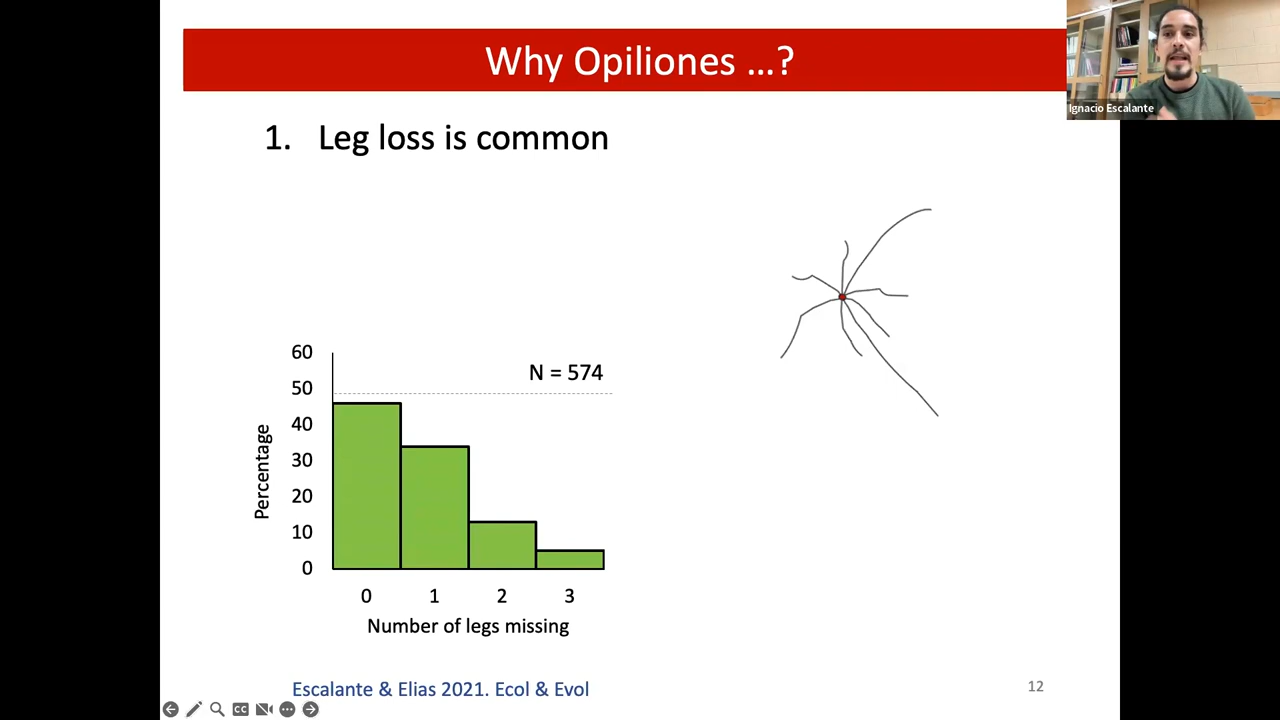 Why Opiliones …?
Ignacio Escalante
1. Leg loss is common
60
50
40
30
20
10
0
Percentage
N = 574
0 1 2 3
Number of legs missing
Escalante & Elias 2021. Ecol & Evol
12
CC